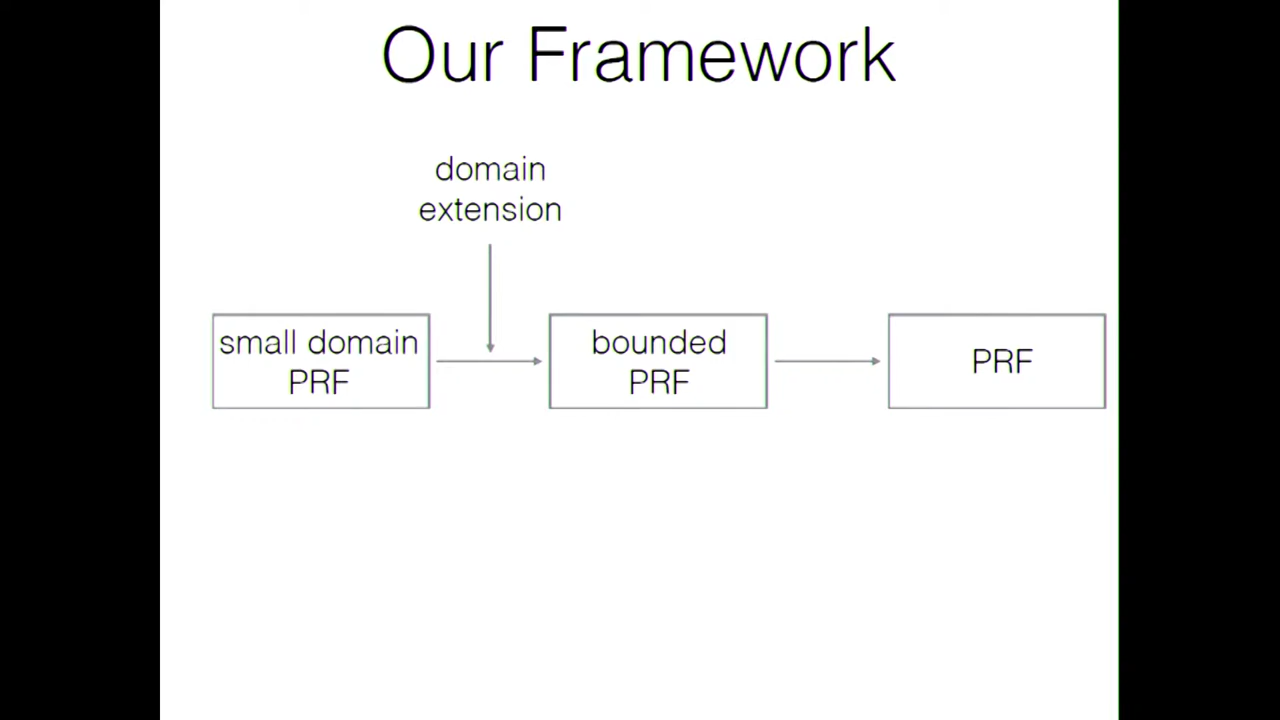 Our Framework
domain
extension
small domain
PRF
bounded
PRF
PRF